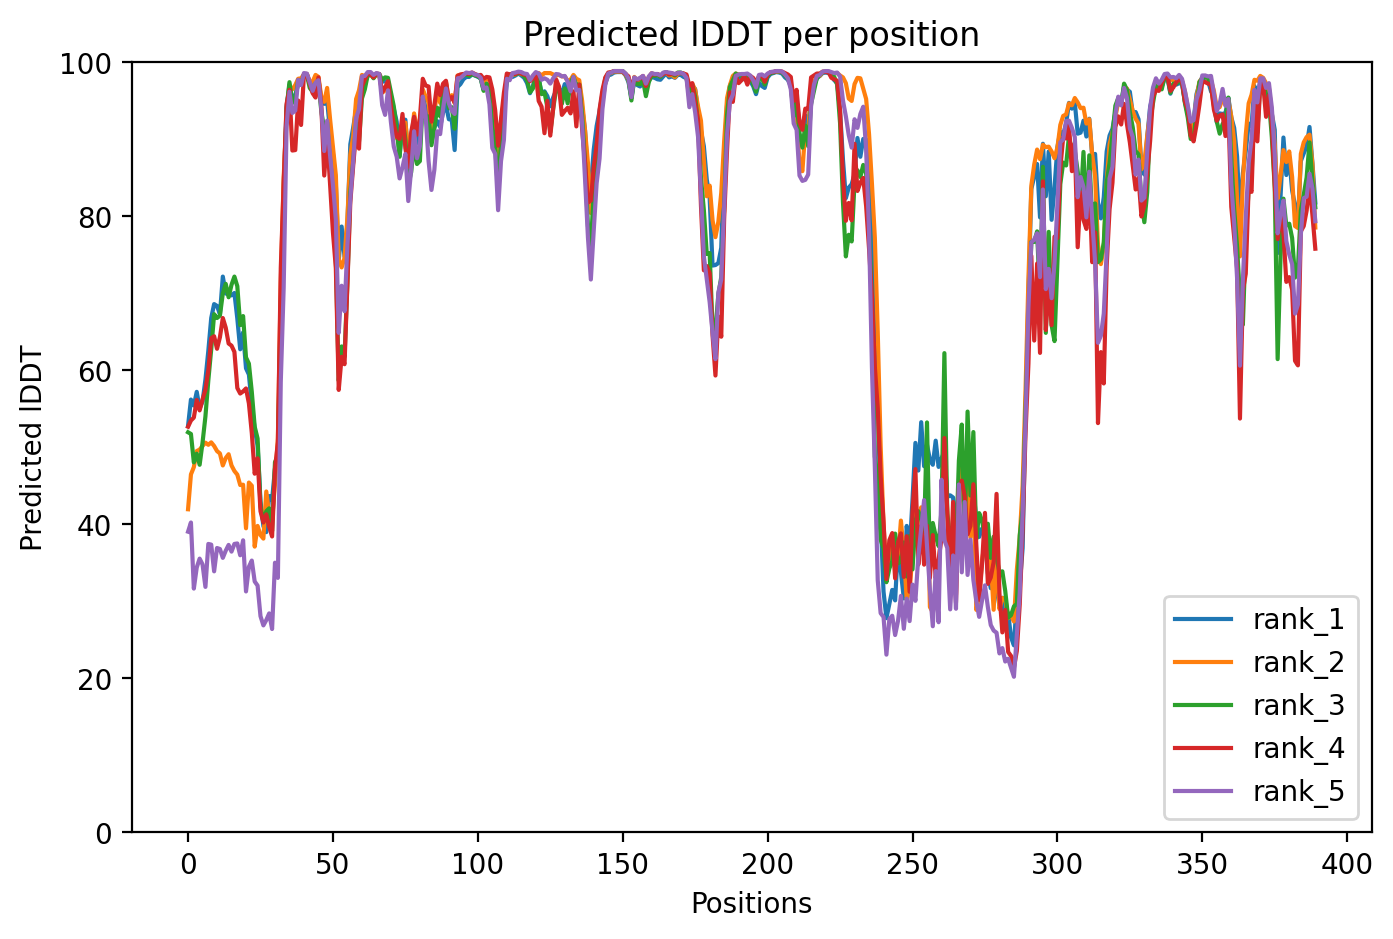 Predicted lDDT per position
Predicted lDDT
100
80
60
40
20
0
0 50 100 150 200 250 300 350 400
Positions
rank_1
rank_2
rank_3
rank_4
rank_5